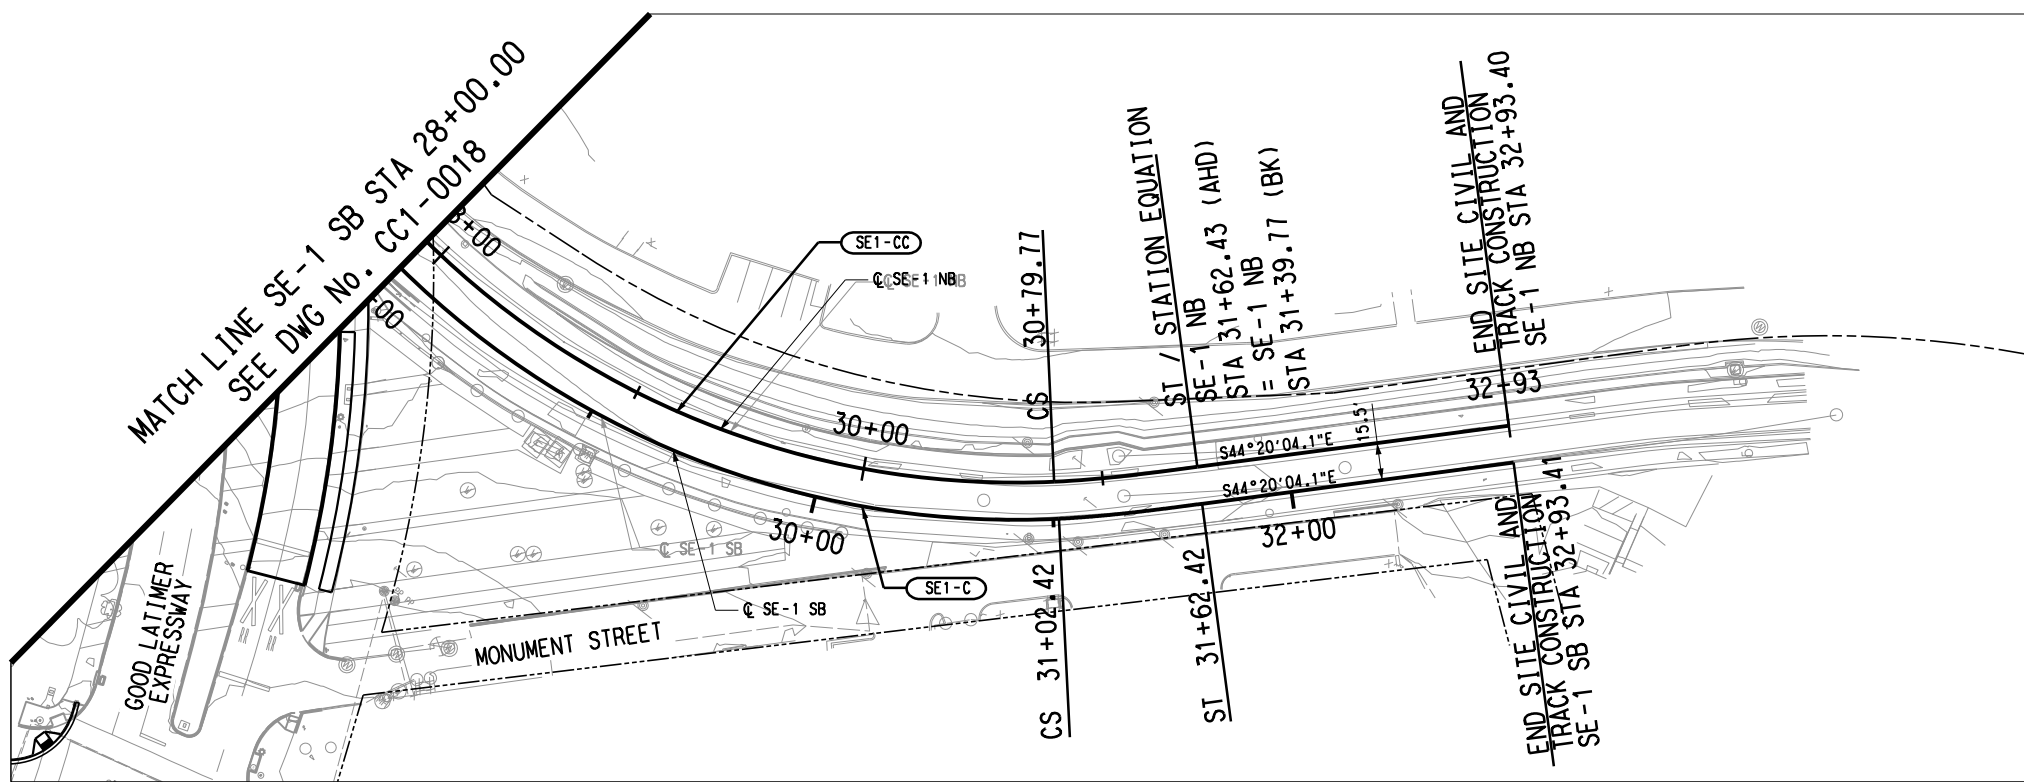 MATCH LINE SE-1 SB STA 28+00.00
SEE DWG No. CC1-0018
+00
+00
SE1-CC
℄ SE-1 NB
℄ SE-1 NB
30+00
CS 30+79.77
ST / STATION EQUATION
SE-1 NB
STA 31+62.43 (AHD)
= SE-1 NB
STA 31+39.77 (BK)
END SITE CIVIL AND
TRACK CONSTRUCTION
SE-1 NB STA 32+93.40
32-93
S44°20'04.1"E
15.5'
S44°20'04.1"E
30+00
32+00
℄ SE-1 SB
℄ SE-1 SB
SE1-C
CS 31+02.42
ST 31+62.42
END SITE CIVIL AND
TRACK CONSTRUCTION
SE-1 SB STA 32+93.41
MONUMENT STREET
GOOD LATIMER
EXPRESSWAY